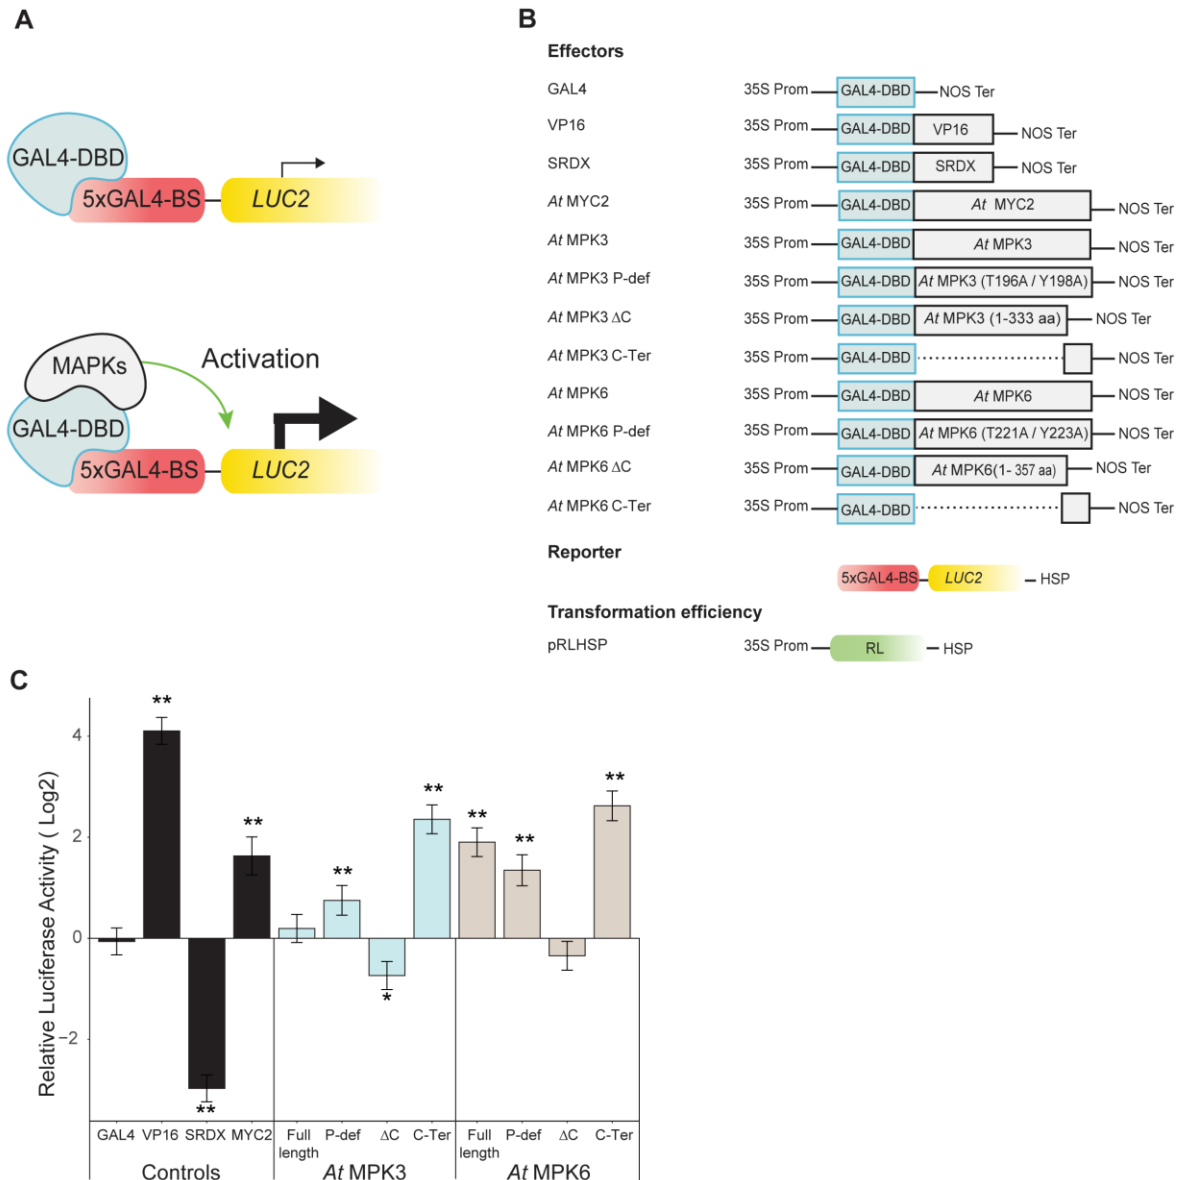 A
GAL4-DBD
5xGAL4-BS
LUC2
MAPKs
Activation
GAL4-DBD
5xGAL4-BS
LUC2
B
Effectors
GAL4 35S Prom GAL4-DBD NOS Ter
VP16 35S Prom GAL4-DBD VP16 NOS Ter
SRDX 35S Prom GAL4-DBD SRDX NOS Ter
At MYC2 35S Prom GAL4-DBD At MYC2 NOS Ter
At MPK3 35S Prom GAL4-DBD At MPK3 NOS Ter
At MPK3 P-def 35S Prom GAL4-DBD At MPK3 (T196A / Y198A) NOS Ter
At MPK3 ΔC 35S Prom GAL4-DBD At MPK3 (1-333 aa) NOS Ter
At MPK3 C-Ter 35S Prom GAL4-DBD NOS Ter
At MPK6 35S Prom GAL4-DBD At MPK6 NOS Ter
At MPK6 P-def 35S Prom GAL4-DBD At MPK6 (T221A / Y223A) NOS Ter
At MPK6 ΔC 35S Prom GAL4-DBD At MPK6(1- 357 aa) NOS Ter
At MPK6 C-Ter 35S Prom GAL4-DBD NOS Ter
Reporter
5xGAL4-BS LUC2 HSP
Transformation efficiency
pRLHSP 35S Prom RL HSP
C
Relative Luciferase Activity ( Log2)
4
2
0
−2
**
**
**
**
*
**
**
**
**
GAL4 VP16 SRDX MYC2 Full length P-def ΔC C-Ter Full length P-def ΔC C-Ter
Controls At MPK3 At MPK6